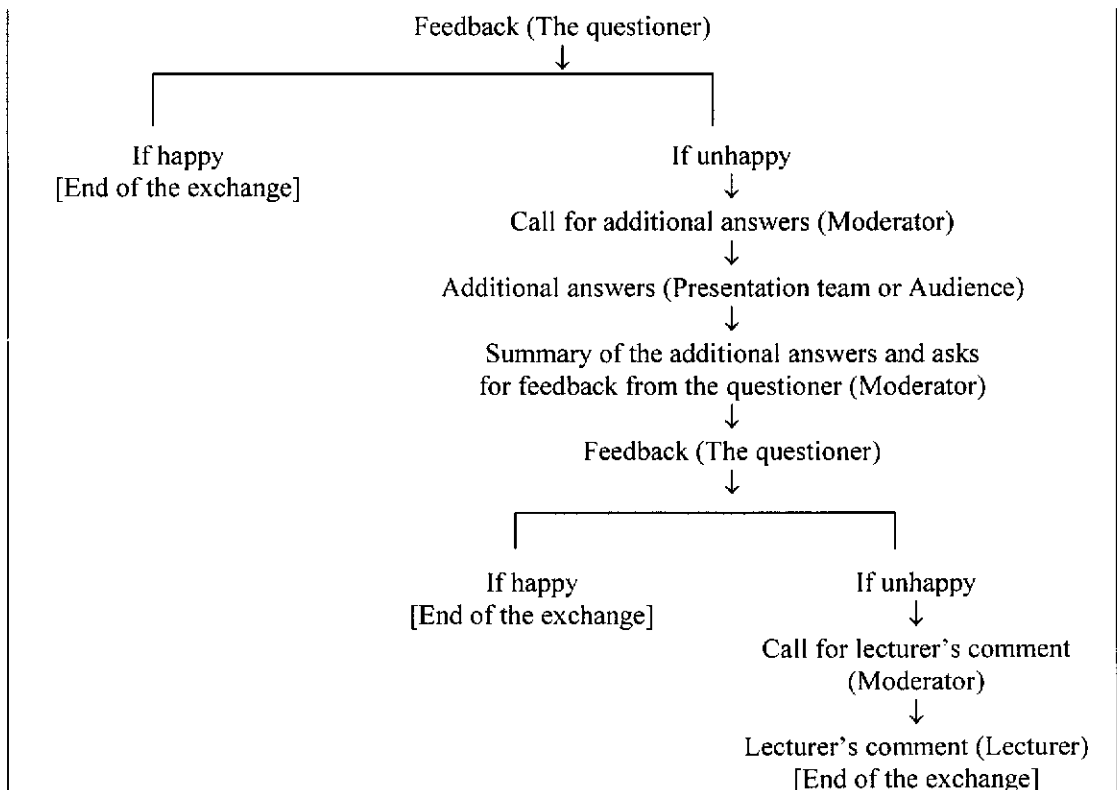 Feedback (The questioner)
↓
If happy
[End of the exchange]
If unhappy
↓
Call for additional answers (Moderator)
↓
Additional answers (Presentation team or Audience)
↓
Summary of the additional answers and asks
for feedback from the questioner (Moderator)
↓
Feedback (The questioner)
↓
If happy
[End of the exchange]
If unhappy
↓
Call for lecturer's comment
(Moderator)
↓
Lecturer's comment (Lecturer)
[End of the exchange]